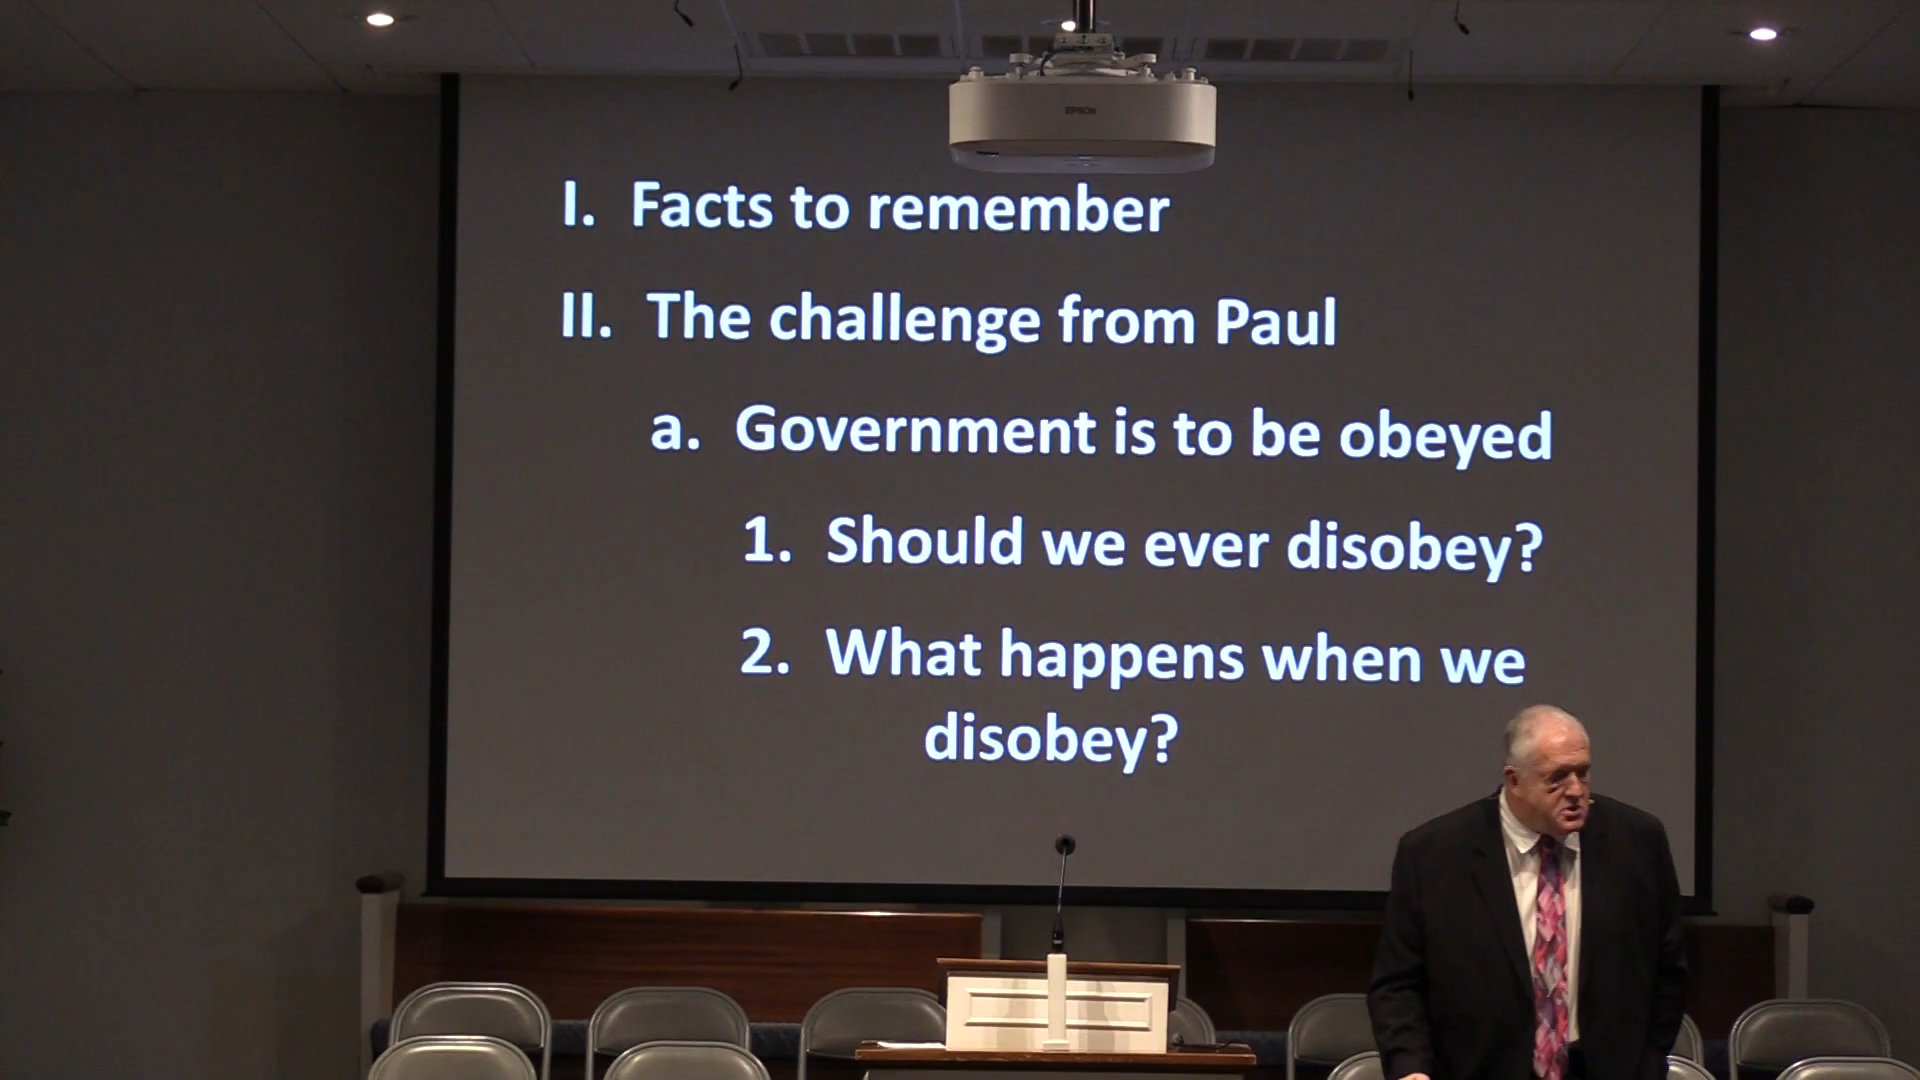 EPSON
I. Facts to remember
II. The challenge from Paul
a. Government is to be obeyed
1. Should we ever disobey?
2. What happens when we
disobey?